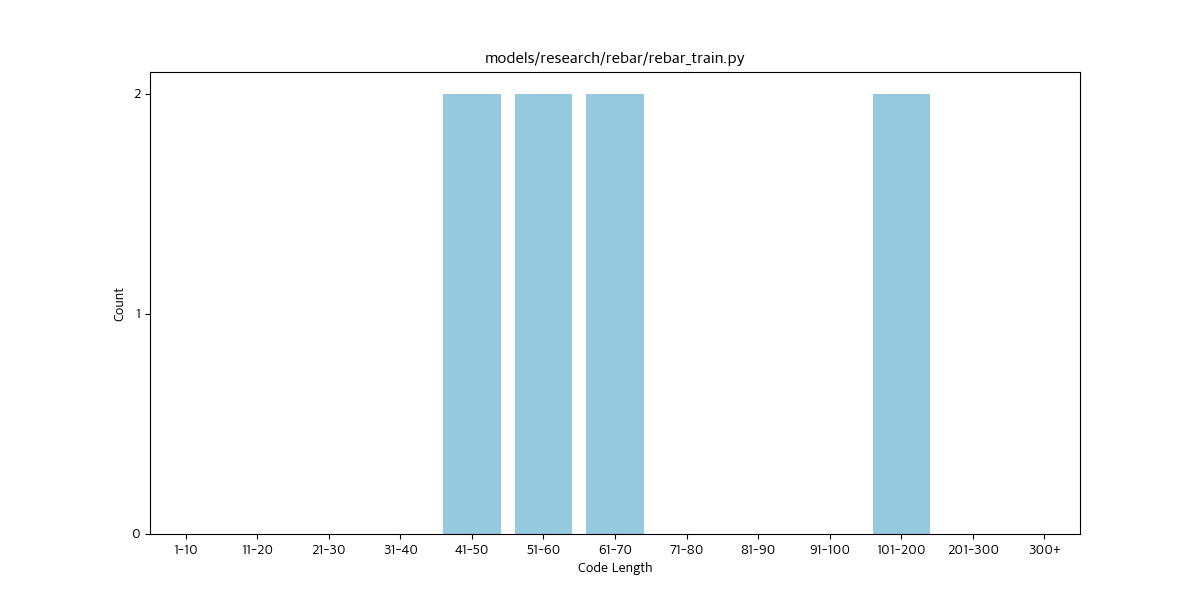 models/research/rebar/rebar_train.py
Count
2
1
0
1-10 11-20 21-30 31-40 41-50 51-60 61-70 71-80 81-90 91-100 101-200 201-300 300+
Code Length